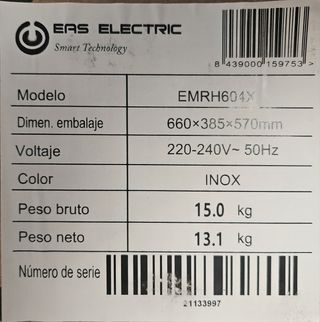 EAS ELECTRIC
Smart Technology
8 439000 159753 >
Modelo EMRH604X
Dimen. embalaje 660×385×570mm
Voltaje 220-240V~ 50Hz
Color INOX
Peso bruto 15.0 kg
Peso neto 13.1 kg
Número de serie
21133997